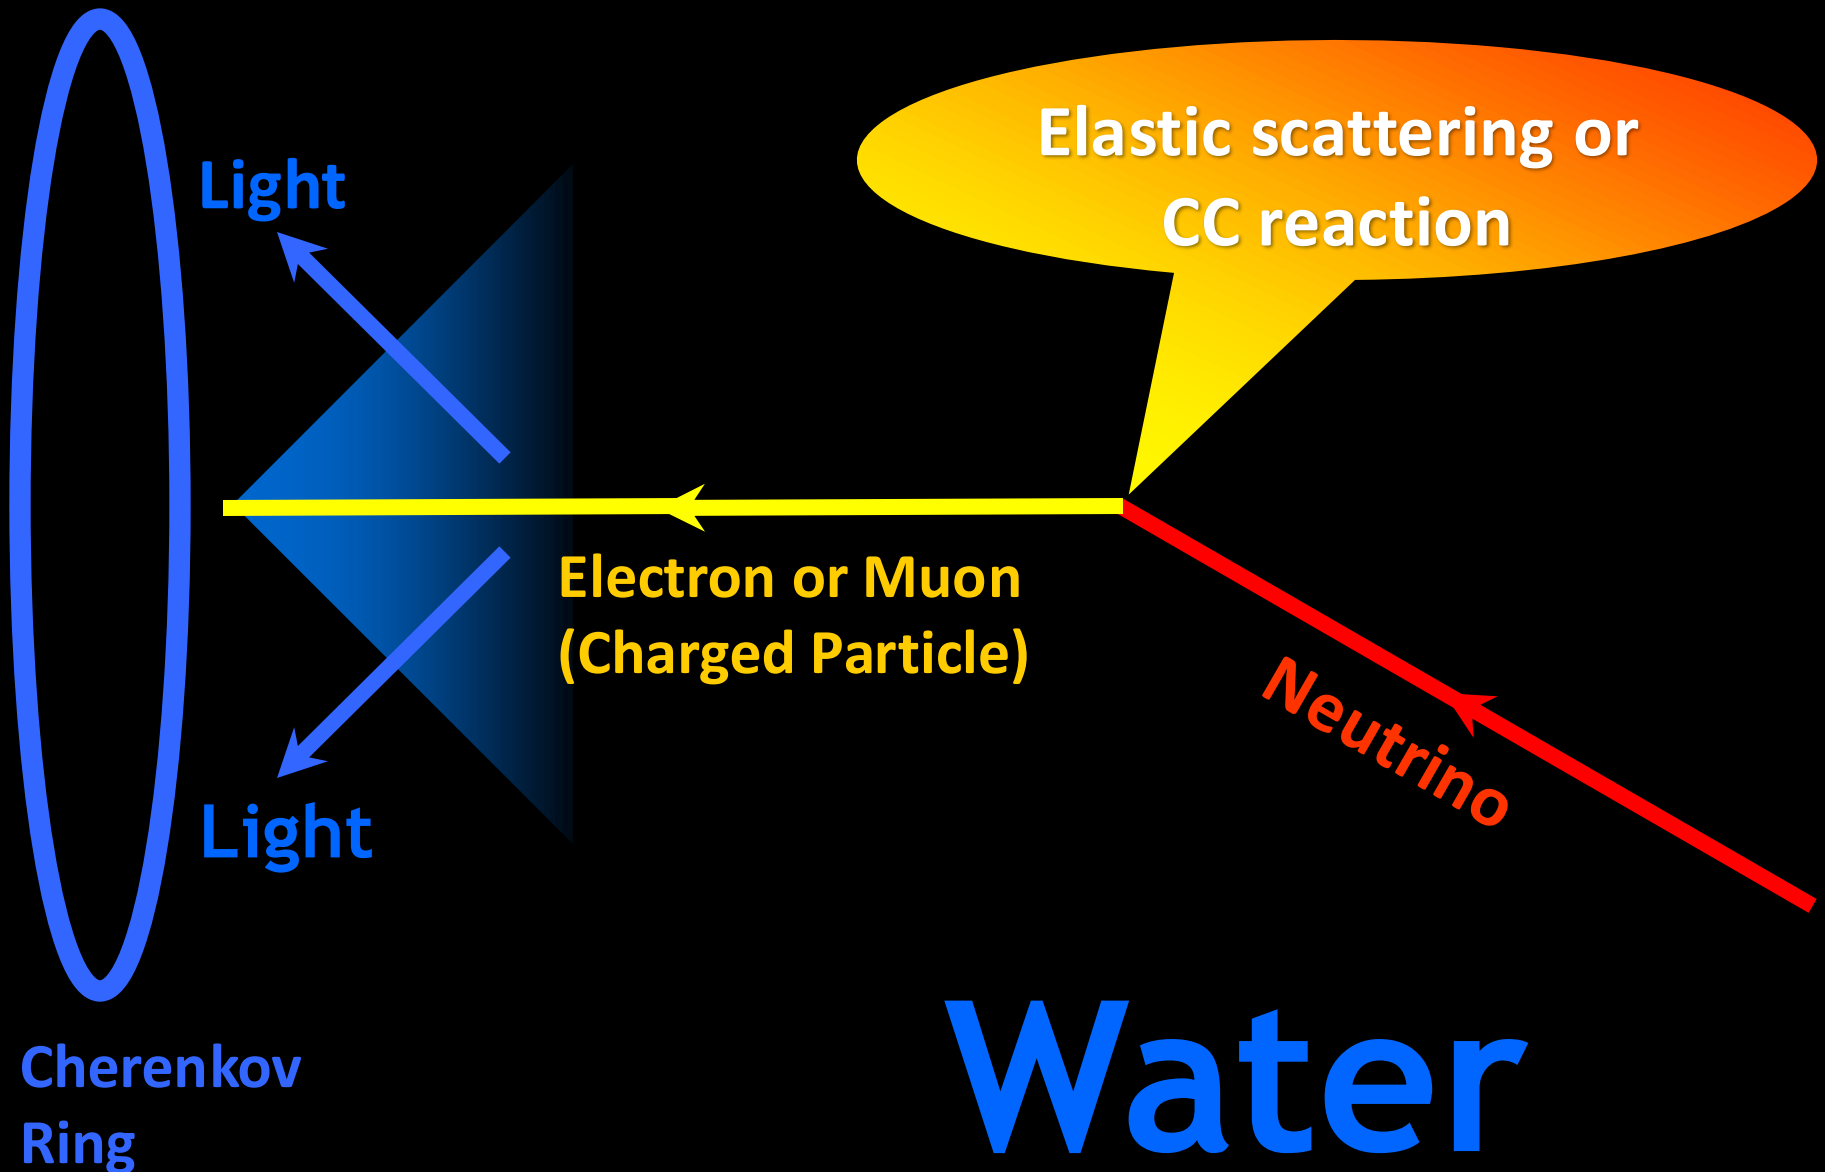 Elastic scattering or
CC reaction
Light
Electron or Muon
(Charged Particle)
Neutrino
Light
Cherenkov
Ring
Water